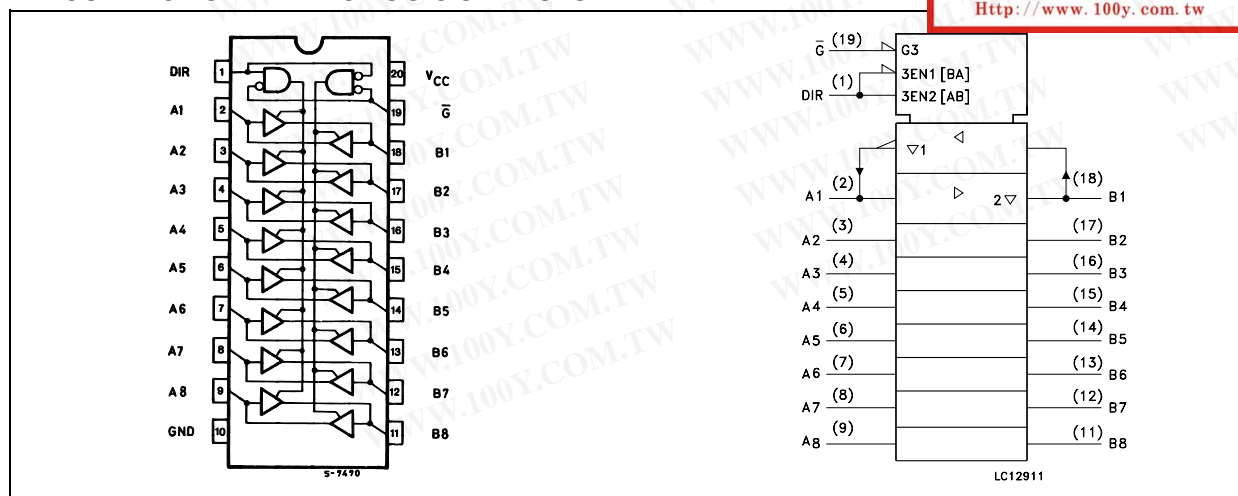 Http://www.100y.com.tw
DIR 1
A1 2
A2 3
A3 4
A4 5
A5 6
A6 7
A7 8
A8 9
GND 10
20 VCC
19 G̅
18 B1
17 B2
16 B3
15 B4
14 B5
13 B6
12 B7
11 B8
S-7470
G̅ (19) G3
3EN1 [BA]
DIR (1) 3EN2 [AB]
▽1 ◁
A1 (2) ▷ 2▽ (18) B1
A2 (3) (17) B2
A3 (4) (16) B3
A4 (5) (15) B4
A5 (6) (14) B5
A6 (7) (13) B6
A7 (8) (12) B7
A8 (9) (11) B8
LC12911
WWW.100Y.COM.TW